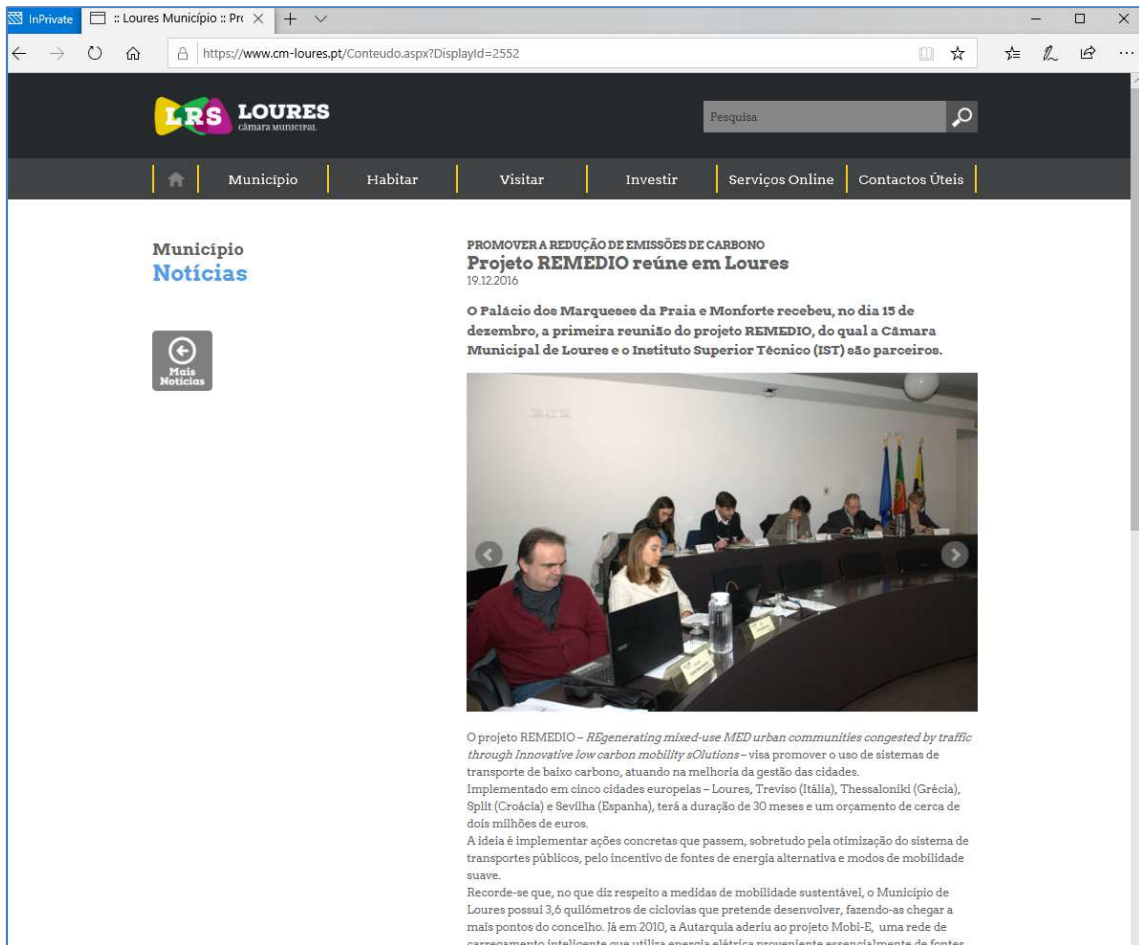 InPrivate
:: Loures Município :: Pro
https://www.cm-loures.pt/Conteudo.aspx?DisplayId=2552
LRS LOURES
CÂMARA MUNICIPAL
Pesquisa
Município Habitar Visitar Investir Serviços Online Contactos Úteis
Município
Notícias
Mais
Notícias
PROMOVER A REDUÇÃO DE EMISSÕES DE CARBONO
Projeto REMEDIO reúne em Loures
19.12.2016
O Palácio dos Marqueses da Praia e Monforte recebeu, no dia 15 de
dezembro, a primeira reunião do projeto REMEDIO, do qual a Câmara
Municipal de Loures e o Instituto Superior Técnico (IST) são parceiros.
O projeto REMEDIO – REgenerating mixed-use MED urban communities congested by traffic
through Innovative low carbon mobility sOlutions – visa promover o uso de sistemas de
transporte de baixo carbono, atuando na melhoria da gestão das cidades.
Implementado em cinco cidades europeias – Loures, Treviso (Itália), Thessaloniki (Grécia),
Split (Croácia) e Sevilha (Espanha), terá a duração de 30 meses e um orçamento de cerca de
dois milhões de euros.
A ideia é implementar ações concretas que passem, sobretudo pela otimização do sistema de
transportes públicos, pelo incentivo de fontes de energia alternativa e modos de mobilidade
suave.
Recorde-se que, no que diz respeito a medidas de mobilidade sustentável, o Município de
Loures possui 3,6 quilómetros de ciclovias que pretende desenvolver, fazendo-as chegar a
mais pontos do concelho. Já em 2010, a Autarquia aderiu ao projeto Mobi-E, uma rede de
carregamento inteligente que utiliza energia elétrica proveniente essencialmente de fontes